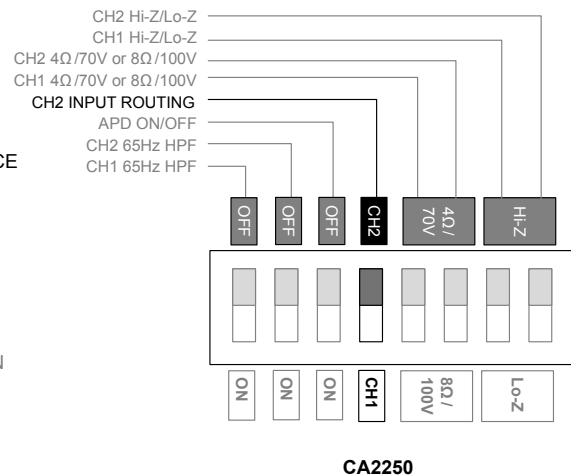 CH2 Hi-Z/Lo-Z
CH1 Hi-Z/Lo-Z
CH2 4Ω/70V or 8Ω/100V
CH1 4Ω/70V or 8Ω/100V
CH2 INPUT ROUTING
APD ON/OFF
CH2 65Hz HPF
CE
CH1 65Hz HPF
OFF
OFF
OFF
CH2
4Ω /
70V
Hi-Z
N
ON
ON
ON
CH1
8Ω /
100V
Lo-Z
CA2250